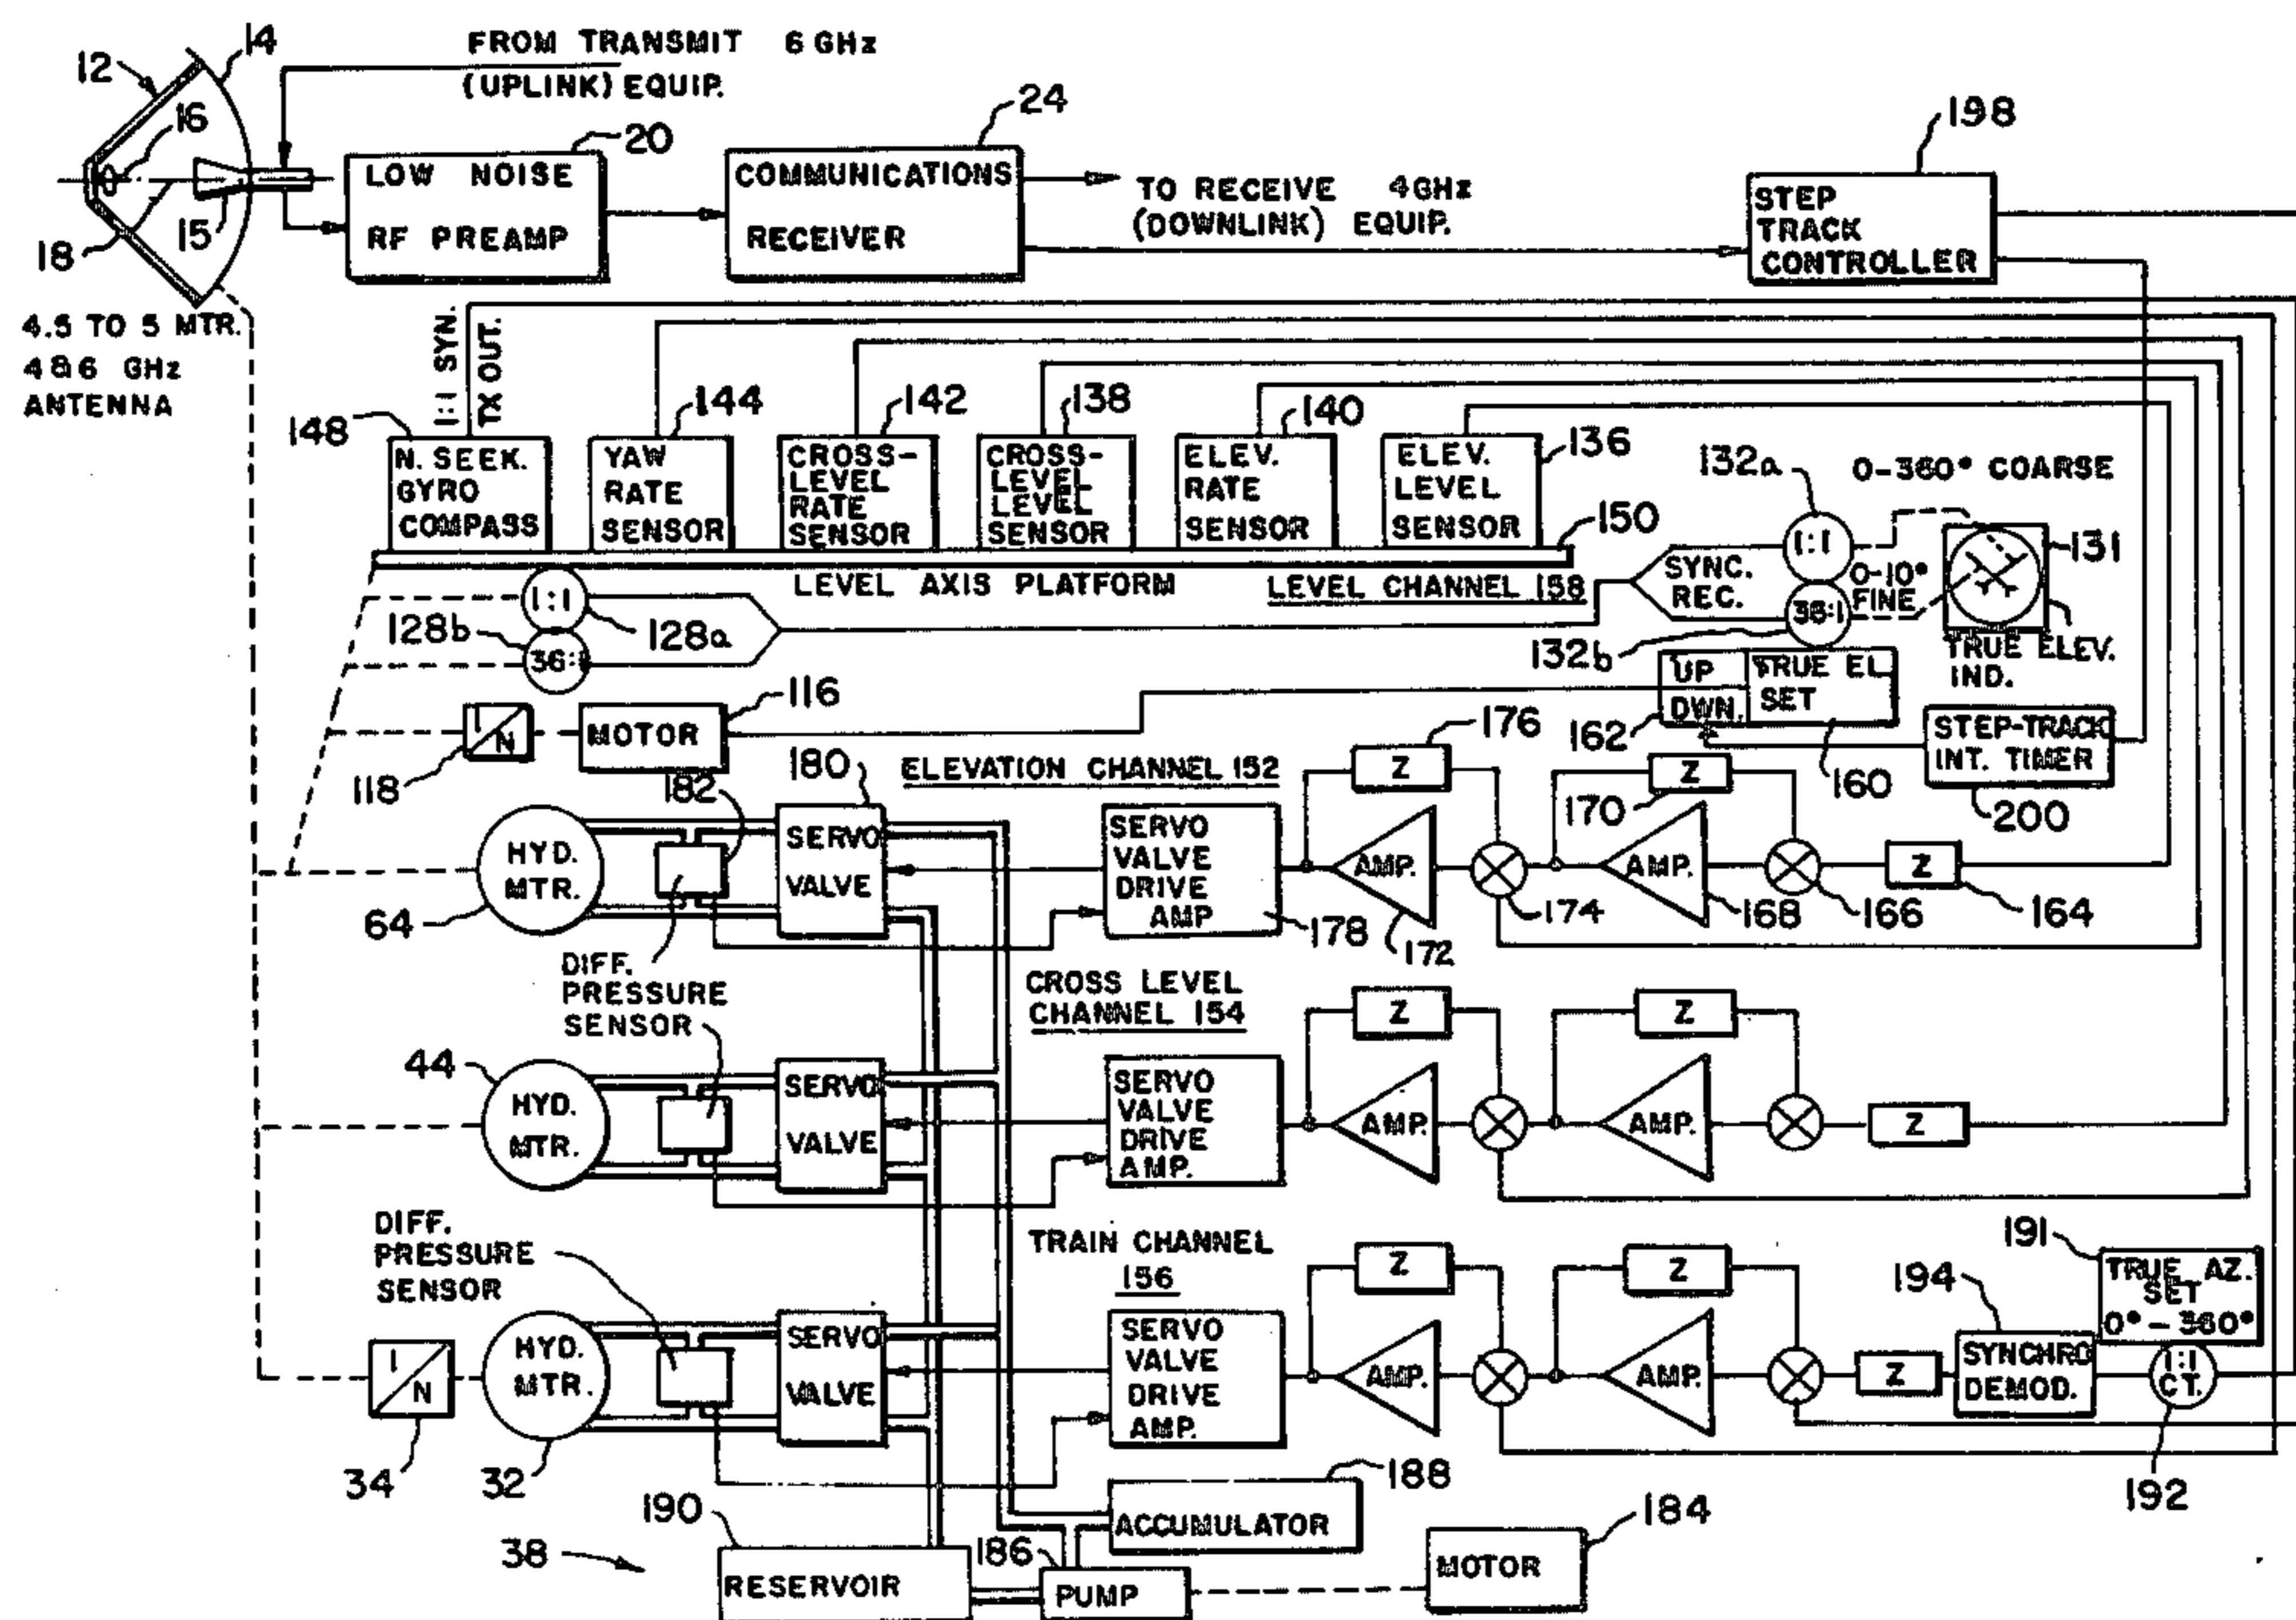 FROM TRANSMIT 6 GHz
(UPLINK) EQUIP.
12
14
16
18
15
20
LOW NOISE
RF PREAMP
24
COMMUNICATIONS
RECEIVER
TO RECEIVE 4GHz
(DOWNLINK) EQUIP.
198
STEP
TRACK
CONTROLLER
4.5 TO 5 MTR.
4&6 GHz
ANTENNA
1:1 SYN.
TX OUT.
148
N. SEEK.
GYRO
COMPASS
144
YAW
RATE
SENSOR
142
CROSS-
LEVEL
RATE
SENSOR
138
CROSS-
LEVEL
LEVEL
SENSOR
140
ELEV.
RATE
SENSOR
136
ELEV.
LEVEL
SENSOR
150
LEVEL AXIS PLATFORM
LEVEL CHANNEL 158
1:1
128a
128b
36:1
SYNC.
REC.
132a
0-360° COARSE
1:1
0-10°
FINE
36:1
132b
131
TRUE ELEV.
IND.
UP
DWN.
TRUE EL
SET
162
160
STEP-TRACK
INT. TIMER
200
116
MOTOR
1/N
118
ELEVATION CHANNEL 152
180
182
HYD.
MTR.
64
SERVO
VALVE
SERVO
VALVE
DRIVE
AMP
178
176
Z
AMP.
172
174
Z
170
AMP.
168
166
Z
164
DIFF.
PRESSURE
SENSOR
CROSS LEVEL
CHANNEL 154
44
HYD.
MTR.
SERVO
VALVE
SERVO
VALVE
DRIVE
AMP.
Z
AMP.
Z
AMP.
Z
DIFF.
PRESSURE
SENSOR
TRAIN CHANNEL
156
1/N
34
HYD.
MTR.
32
SERVO
VALVE
SERVO
VALVE
DRIVE
AMP.
Z
AMP.
Z
AMP.
Z
194
SYNCHRO
DEMOD.
191
TRUE AZ.
SET
0° - 360°
1:1
CT.
192
38
190
RESERVOIR
186
PUMP
188
ACCUMULATOR
184
MOTOR